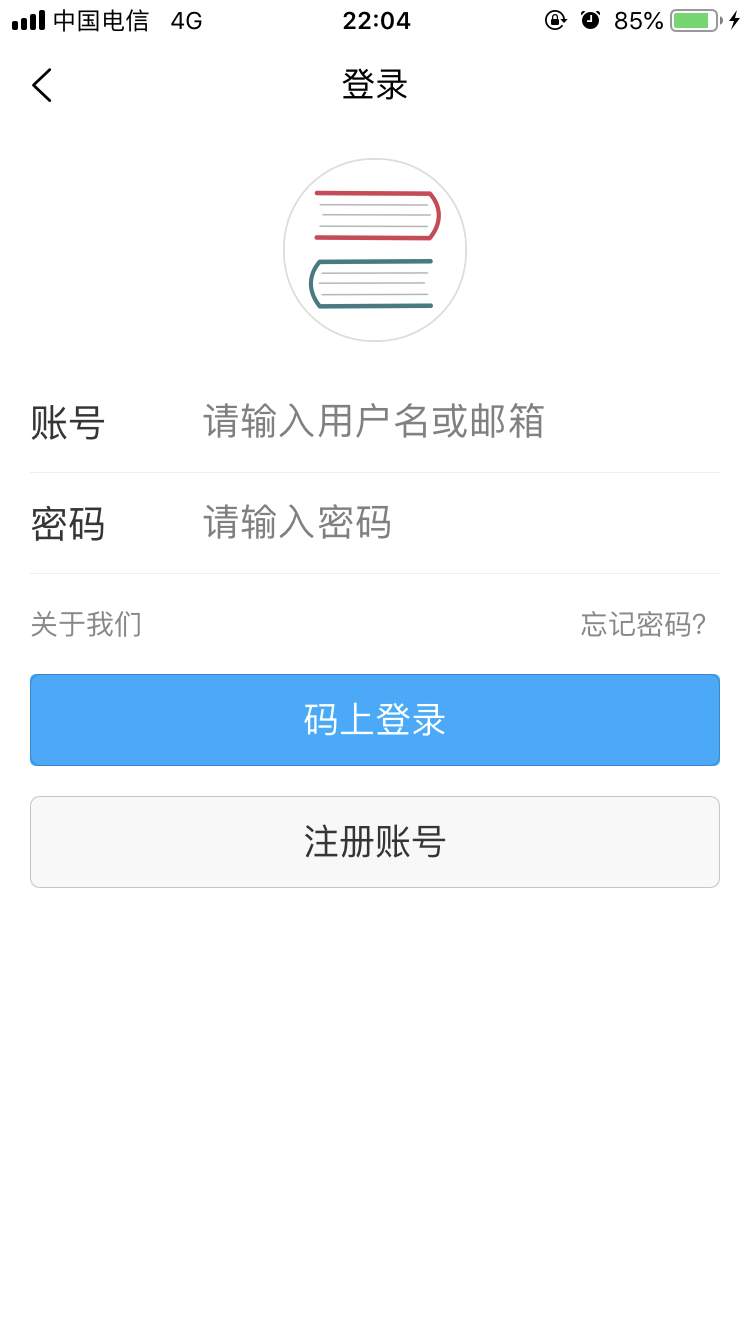 中国电信 4G 22:04 85%
登录
账号 请输入用户名或邮箱
密码 请输入密码
关于我们 忘记密码?
码上登录
注册账号